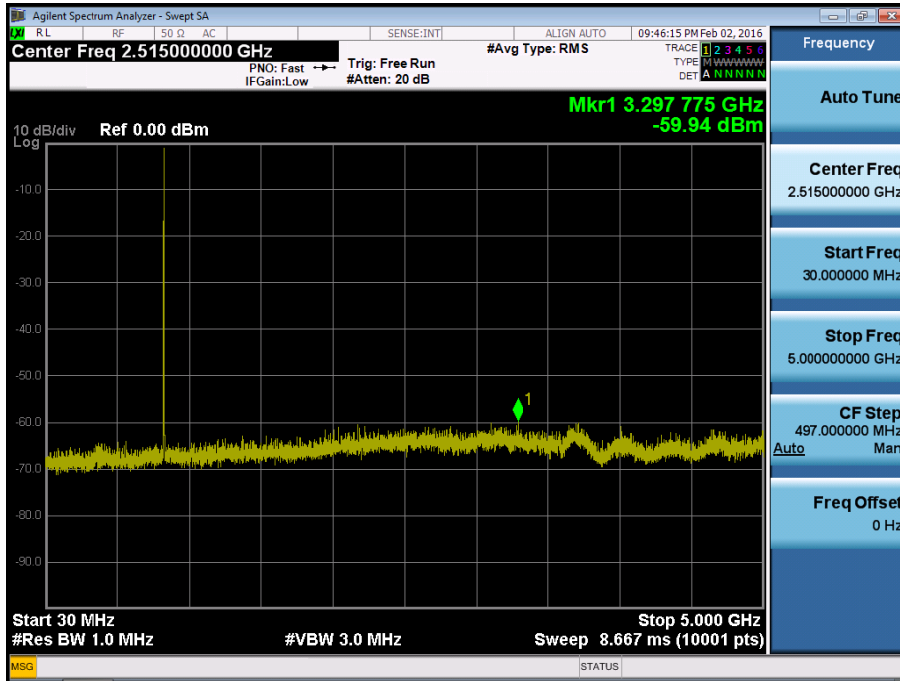 Agilent Spectrum Analyzer - Swept SA
LXI RL RF 50 Ω AC SENSE:INT ALIGN AUTO 09:46:15 PM Feb 02, 2016
Center Freq 2.515000000 GHz
PNO: Fast
IFGain:Low
Trig: Free Run
#Atten: 20 dB
#Avg Type: RMS
TRACE 1 2 3 4 5 6
TYPE M WWWWW
DET A N N N N N
Mkr1 3.297 775 GHz
-59.94 dBm
10 dB/div Ref 0.00 dBm
Log
-10.0
-20.0
-30.0
-40.0
-50.0
-60.0
-70.0
-80.0
-90.0
1
Start 30 MHz Stop 5.000 GHz
#Res BW 1.0 MHz #VBW 3.0 MHz Sweep 8.667 ms (10001 pts)
MSG STATUS
Frequency
Auto Tune
Center Freq
2.515000000 GHz
Start Freq
30.000000 MHz
Stop Freq
5.000000000 GHz
CF Step
497.000000 MHz
Auto Man
Freq Offset
0 Hz